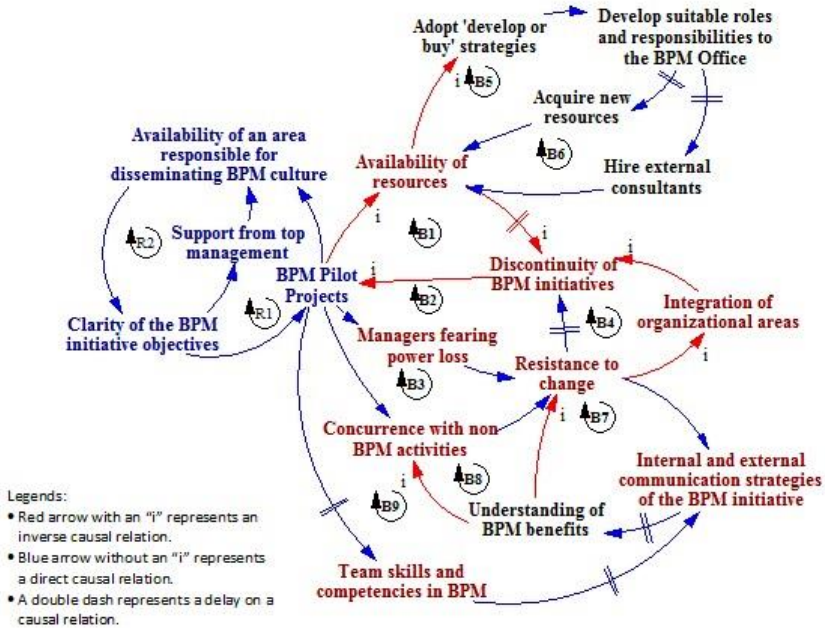 Adopt 'develop or
buy' strategies
Develop suitable roles
and responsibilities to
the BPM Office
i
B5
Acquire new
resources
B6
Hire external
consultants
Availability of an area
responsible for
disseminating BPM culture
Availability of
resources
R2
Support from top
management
i
B1
i
i
BPM Pilot
Projects
i
Discontinuity of
BPM initiatives
B2
R1
Clarity of the BPM
initiative objectives
B4
Integration of
organizational areas
Managers fearing
power loss
i
Resistance to
change
B3
i
B7
Concurrence with non
BPM activities
i
B8
B9
Internal and external
communication strategies
of the BPM initiative
Understanding of
BPM benefits
Team skills and
competencies in BPM
Legends:
• Red arrow with an “i” represents an
inverse causal relation.
• Blue arrow without an “i” represents
a direct causal relation.
• A double dash represents a delay on a
causal relation.